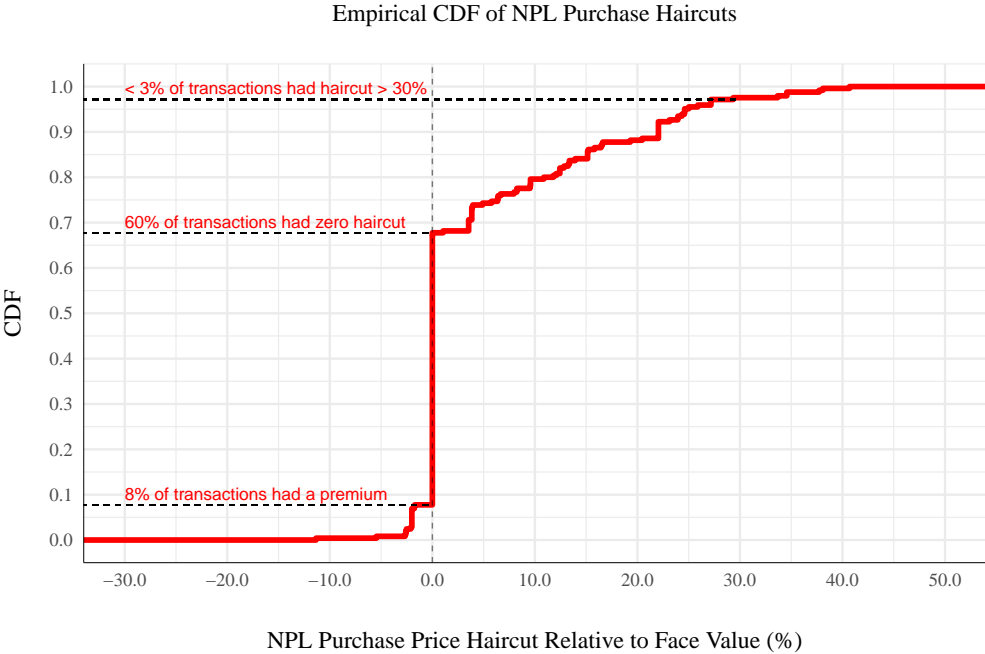 Empirical CDF of NPL Purchase Haircuts
< 3% of transactions had haircut > 30%
60% of transactions had zero haircut
8% of transactions had a premium
CDF
1.0
0.9
0.8
0.7
0.6
0.5
0.4
0.3
0.2
0.1
0.0
−30.0 −20.0 −10.0 0.0 10.0 20.0 30.0 40.0 50.0
NPL Purchase Price Haircut Relative to Face Value (%)